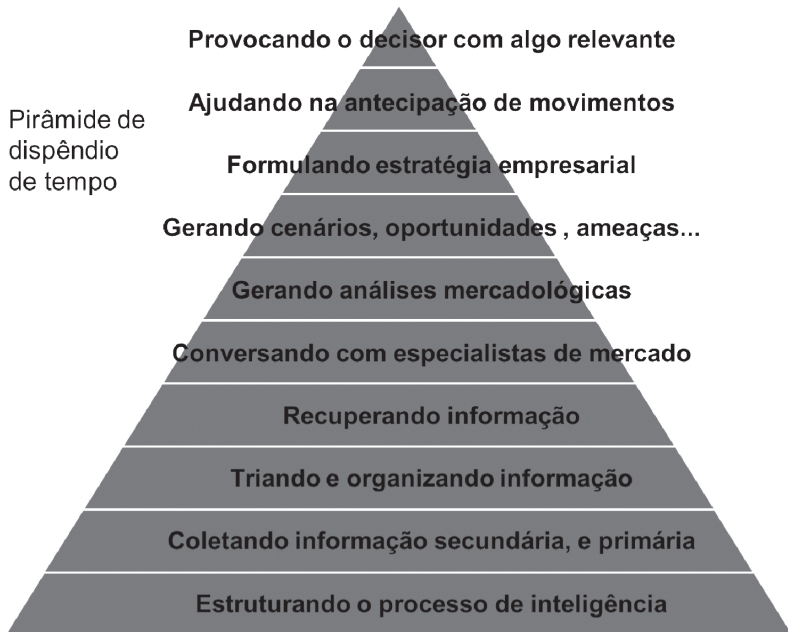 Provocando o decisor com algo relevante
Ajudando na antecipação de movimentos
Pirâmide de
dispêndio
de tempo
Formulando estratégia empresarial
Gerando cenários, oportunidades , ameaças...
Gerando análises mercadológicas
Conversando com especialistas de mercado
Recuperando informação
Triando e organizando informação
Coletando informação secundária, e primária
Estruturando o processo de inteligência